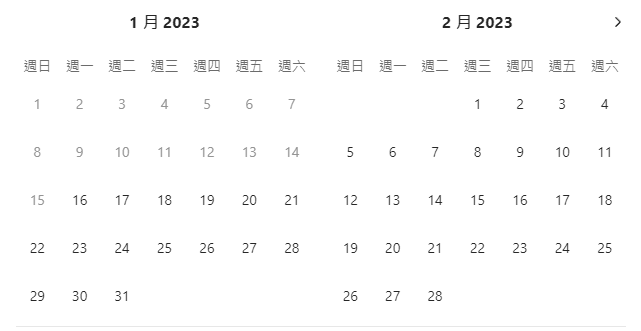 1 月 2023
週日 週一 週二 週三 週四 週五 週六
1 2 3 4 5 6 7
8 9 10 11 12 13 14
15 16 17 18 19 20 21
22 23 24 25 26 27 28
29 30 31
2 月 2023
週日 週一 週二 週三 週四 週五 週六
1 2 3 4
5 6 7 8 9 10 11
12 13 14 15 16 17 18
19 20 21 22 23 24 25
26 27 28